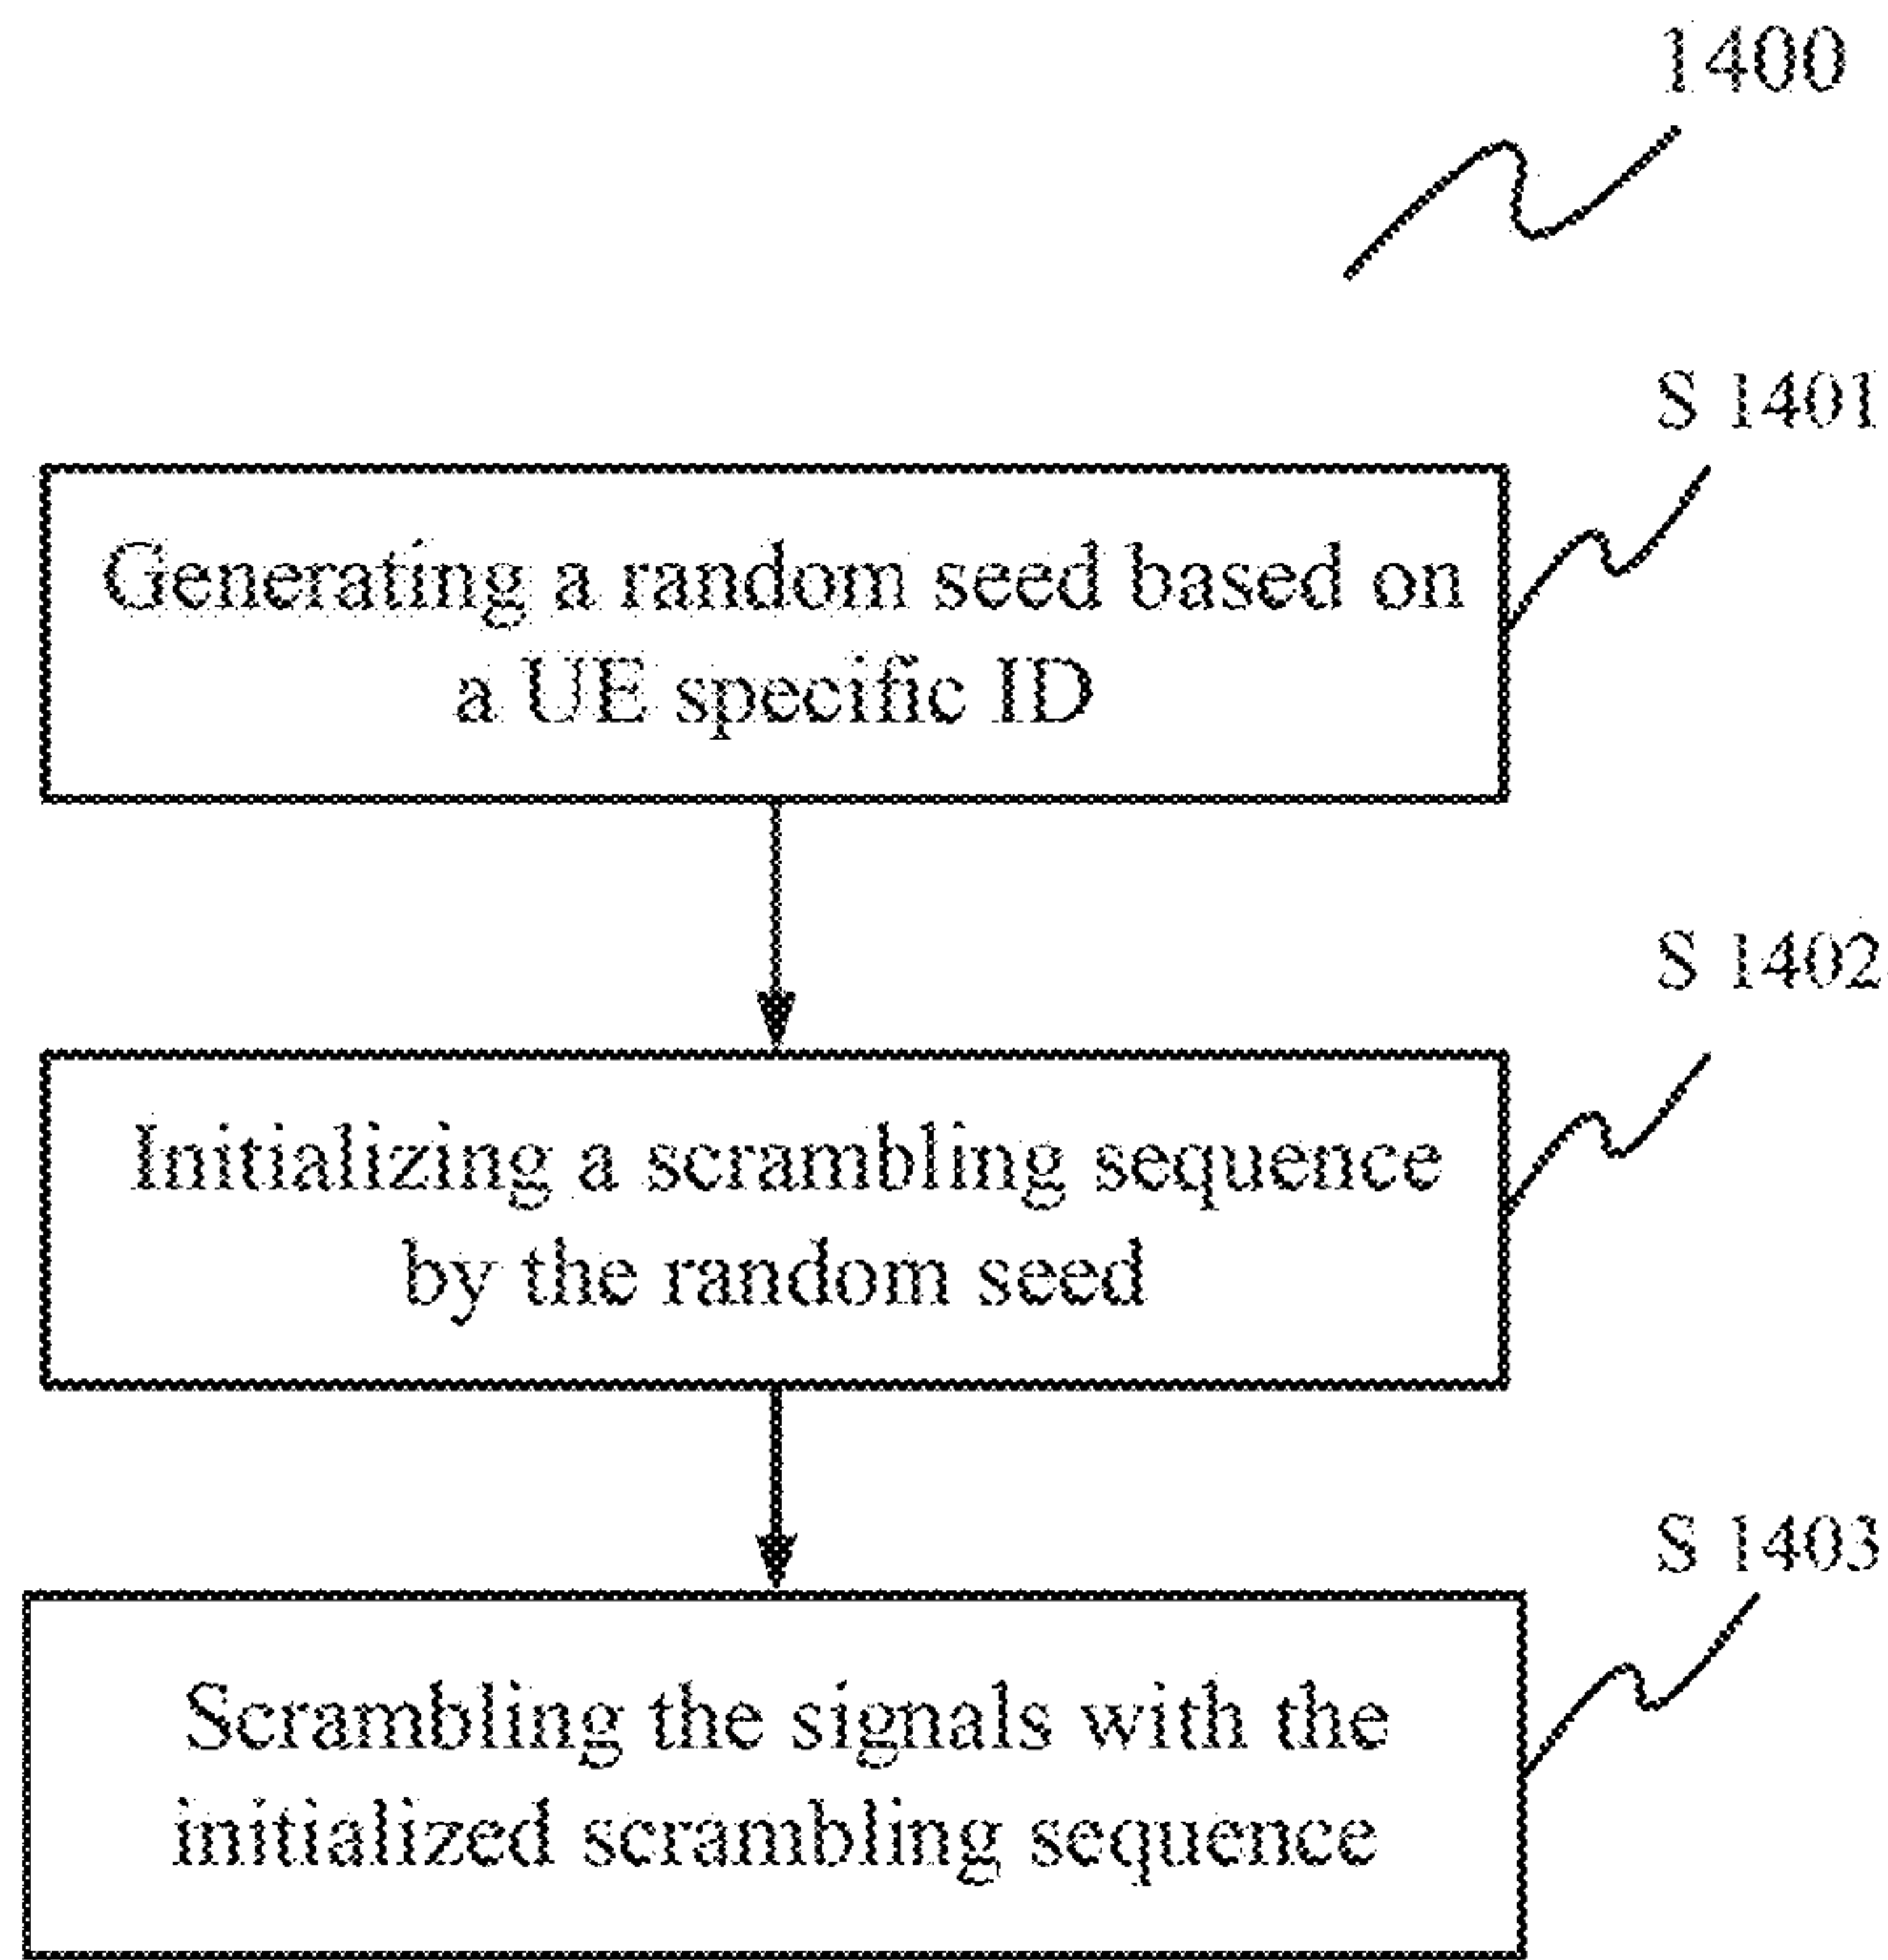 1400
S 1401
Generating a random seed based on
a UE specific ID
S 1402
Initializing a scrambling sequence
by the random seed
S 1403
Scrambling the signals with the
initialized scrambling sequence